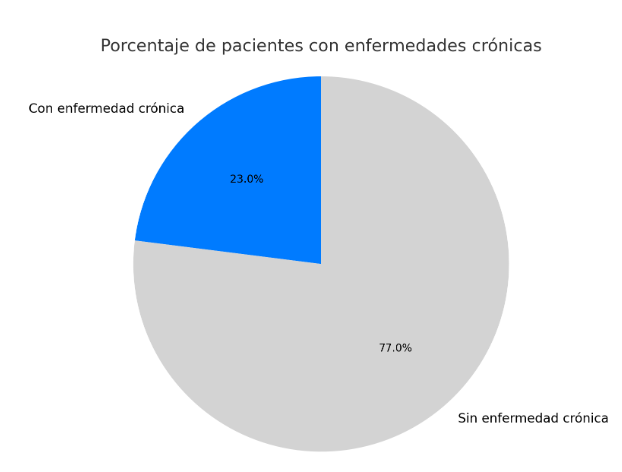 Porcentaje de pacientes con enfermedades crónicas
Con enfermedad crónica
23.0%
77.0%
Sin enfermedad crónica